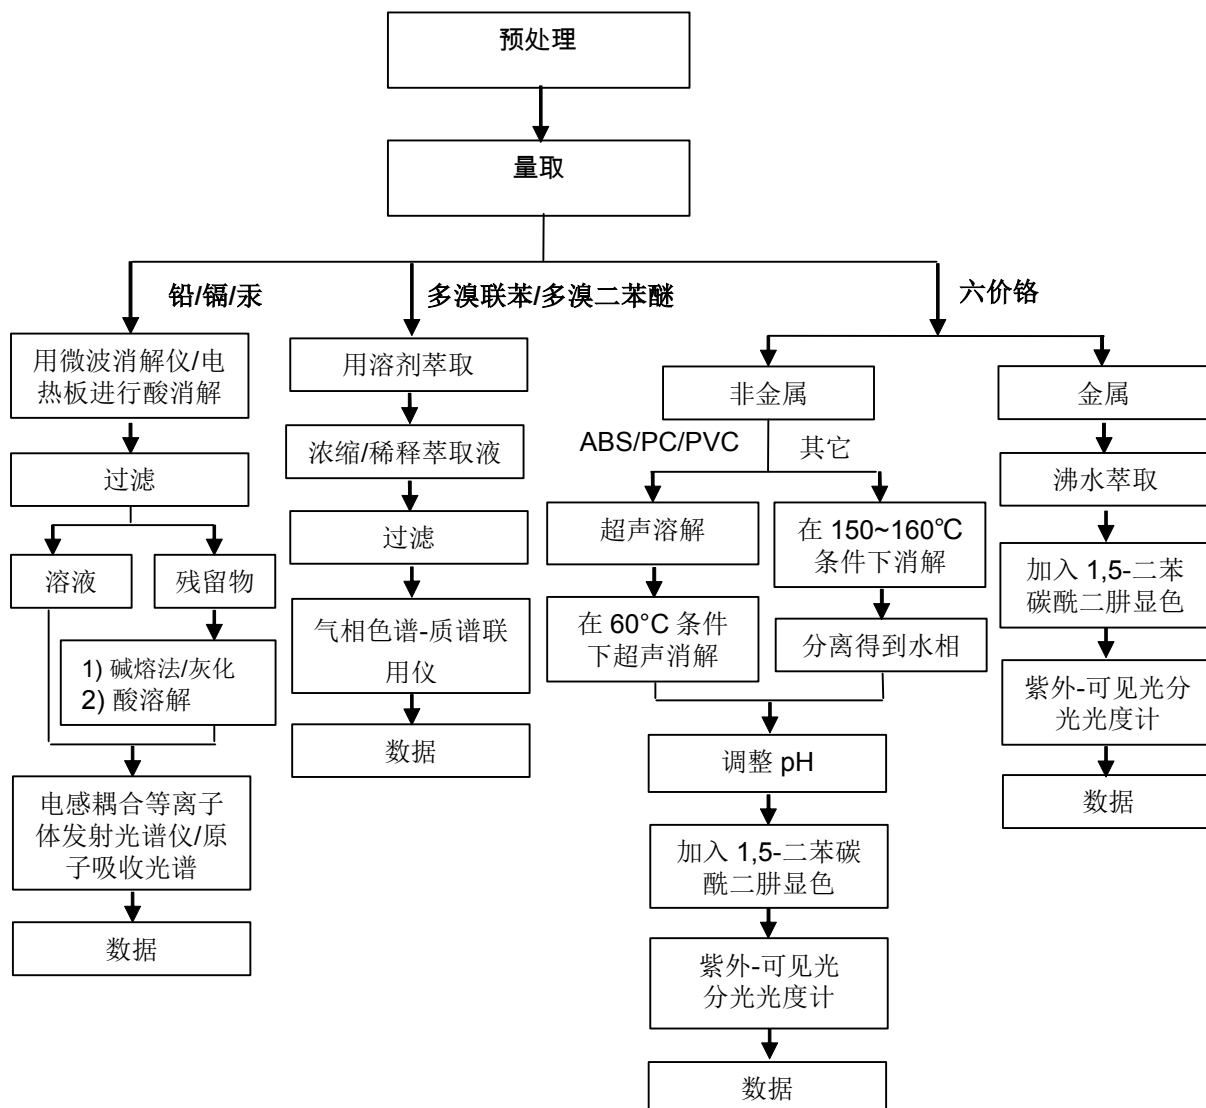 预处理
量取
铅/镉/汞
用微波消解仪/电
热板进行酸消解
过滤
溶液
残留物
1) 碱熔法/灰化
2) 酸溶解
电感耦合等离子
体发射光谱仪/原
子吸收光谱
数据
多溴联苯/多溴二苯醚
用溶剂萃取
浓缩/稀释萃取液
过滤
气相色谱-质谱联
用仪
数据
六价铬
非金属
ABS/PC/PVC
其它
超声溶解
在 60°C 条件
下超声消解
在 150~160℃
条件下消解
分离得到水相
调整 pH
加入 1,5-二苯碳
酰二肼显色
紫外-可见光
分光光度计
数据
金属
沸水萃取
加入 1,5-二苯
碳酰二肼显色
紫外-可见光分
光光度计
数据